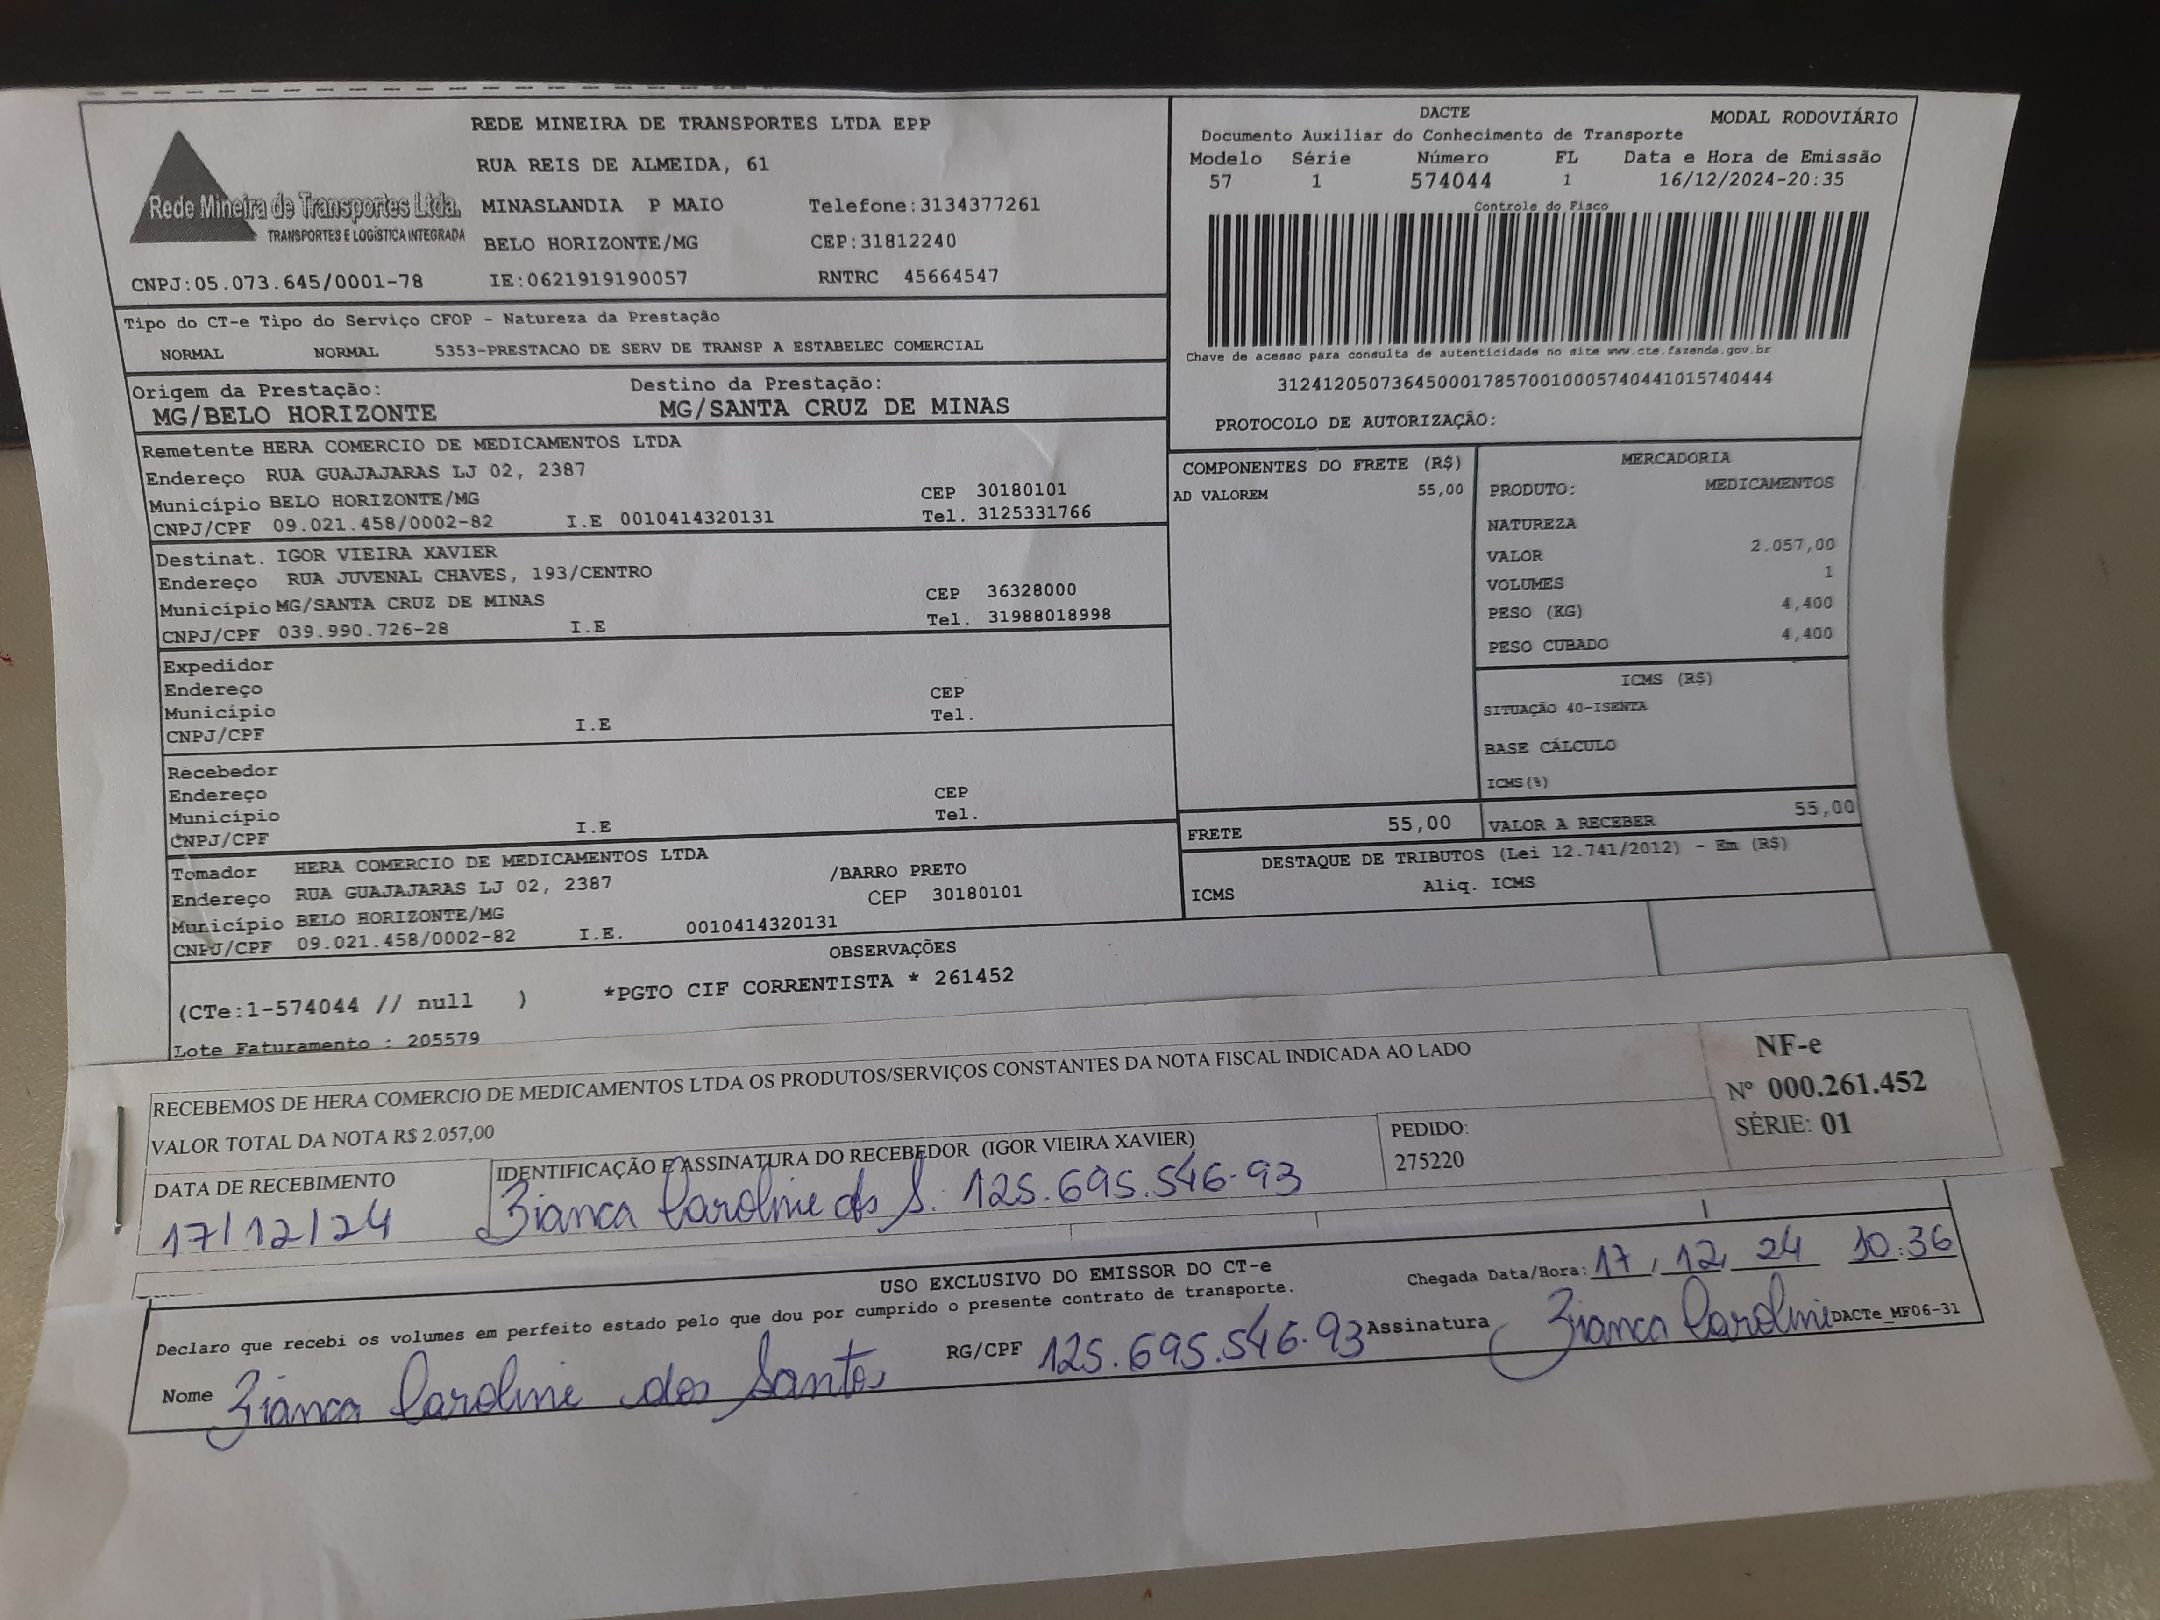 REDE MINEIRA DE TRANSPORTES LTDA EPP
RUA REIS DE ALMEIDA, 61
Rede Mineira de Transportes Ltda.
TRANSPORTES E LOGÍSTICA INTEGRADA
MINASLANDIA P MAIO Telefone:3134377261
BELO HORIZONTE/MG CEP:31812240
CNPJ:05.073.645/0001-78 IE:0621919190057 RNTRC 45664547
DACTE MODAL RODOVIÁRIO
Documento Auxiliar do Conhecimento de Transporte
Modelo Série Número FL Data e Hora de Emissão
57 1 574044 1 16/12/2024-20:35
Controle do Fisco
Chave de acesso para consulta de autenticidade no site www.cte.fazenda.gov.br
31241205073645000178570010005740441015740444
PROTOCOLO DE AUTORIZAÇÃO:
Tipo do CT-e Tipo do Serviço CFOP - Natureza da Prestação
NORMAL NORMAL 5353-PRESTACAO DE SERV DE TRANSP A ESTABELEC COMERCIAL
Origem da Prestação: Destino da Prestação:
MG/BELO HORIZONTE MG/SANTA CRUZ DE MINAS
Remetente HERA COMERCIO DE MEDICAMENTOS LTDA
Endereço RUA GUAJAJARAS LJ 02, 2387
Município BELO HORIZONTE/MG CEP 30180101
CNPJ/CPF 09.021.458/0002-82 I.E 0010414320131 Tel. 3125331766
Destinat. IGOR VIEIRA XAVIER
Endereço RUA JUVENAL CHAVES, 193/CENTRO
Município MG/SANTA CRUZ DE MINAS CEP 36328000
CNPJ/CPF 039.990.726-28 I.E Tel. 31988018998
Expedidor
Endereço
Município CEP
CNPJ/CPF I.E Tel.
Recebedor
Endereço
Município CEP
CNPJ/CPF I.E Tel.
Tomador HERA COMERCIO DE MEDICAMENTOS LTDA
Endereço RUA GUAJAJARAS LJ 02, 2387 /BARRO PRETO
Município BELO HORIZONTE/MG CEP 30180101
CNPJ/CPF 09.021.458/0002-82 I.E. 0010414320131
COMPONENTES DO FRETE (R$)
AD VALOREM 55,00
MERCADORIA
PRODUTO: MEDICAMENTOS
NATUREZA
VALOR 2.057,00
VOLUMES 1
PESO (KG) 4,400
PESO CUBADO 4,400
ICMS (R$)
SITUAÇÃO 40-ISENTA
BASE CÁLCULO
ICMS(%)
FRETE 55,00 VALOR A RECEBER 55,00
DESTAQUE DE TRIBUTOS (Lei 12.741/2012) - Em (R$)
ICMS Aliq. ICMS
OBSERVAÇÕES
(CTe:1-574044 // null ) *PGTO CIF CORRENTISTA * 261452
Lote Faturamento : 205579
RECEBEMOS DE HERA COMERCIO DE MEDICAMENTOS LTDA OS PRODUTOS/SERVIÇOS CONSTANTES DA NOTA FISCAL INDICADA AO LADO
VALOR TOTAL DA NOTA R$ 2.057,00
NF-e
Nº 000.261.452
SÉRIE: 01
DATA DE RECEBIMENTO IDENTIFICAÇÃO E ASSINATURA DO RECEBEDOR (IGOR VIEIRA XAVIER)
PEDIDO:
275220
17/12/24 Bianca Caroline dos S. 125.695.546-93
USO EXCLUSIVO DO EMISSOR DO CT-e
Chegada Data/Hora: 17 / 12 / 24 10:36
Declaro que recebi os volumes em perfeito estado pelo que dou por cumprido o presente contrato de transporte.
Nome Bianca Caroline dos Santos RG/CPF 125.695.546-93 Assinatura Bianca Caroline DACTe_MF06-31